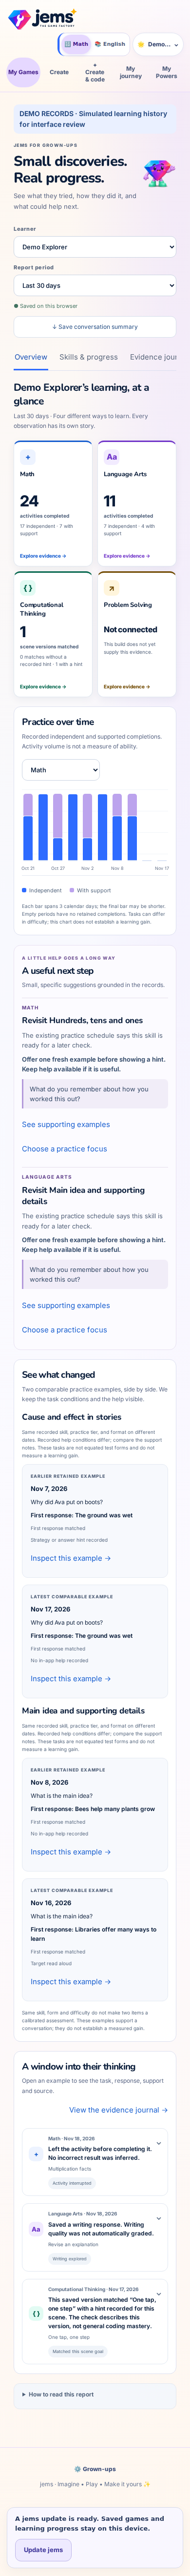 jems
THE GAME FACTORY
Math
English
Demo...
My Games
Create
+
Create
& code
My
journey
My
Powers
DEMO RECORDS · Simulated learning history
for interface review
JEMS FOR GROWN-UPS
Small discoveries.
Real progress.
See what they tried, how they did it, and
what could help next.
Learner
Demo Explorer
Report period
Last 30 days
Saved on this browser
↓ Save conversation summary
Overview
Skills & progress
Evidence jour
Demo Explorer's learning, at a
glance
Last 30 days · Four different ways to learn. Every
observation has its own story.
+
Math
24
activities completed
17 independent · 7 with
support
Explore evidence →
Aa
Language Arts
11
activities completed
7 independent · 4 with
support
Explore evidence →
{ }
Computational
Thinking
1
scene versions matched
0 matches without a
recorded hint · 1 with a hint
Explore evidence →
Problem Solving
Not connected
This build does not yet
supply this evidence.
Explore evidence →
Practice over time
Recorded independent and supported completions.
Activity volume is not a measure of ability.
Math
Oct 21
Oct 27
Nov 2
Nov 8
Nov 17
Independent
With support
Each bar spans 3 calendar days; the final bar may be shorter.
Empty periods have no retained completions. Tasks can differ
in difficulty; this chart does not establish a learning gain.
A LITTLE HELP GOES A LONG WAY
A useful next step
Small, specific suggestions grounded in the records.
MATH
Revisit Hundreds, tens and ones
The existing practice schedule says this skill is
ready for a later check.
Offer one fresh example before showing a hint.
Keep help available if it is useful.
What do you remember about how you
worked this out?
See supporting examples
Choose a practice focus
LANGUAGE ARTS
Revisit Main idea and supporting
details
The existing practice schedule says this skill is
ready for a later check.
Offer one fresh example before showing a hint.
Keep help available if it is useful.
What do you remember about how you
worked this out?
See supporting examples
Choose a practice focus
See what changed
Two comparable practice examples, side by side. We
keep the task conditions and the help visible.
Cause and effect in stories
Same recorded skill, practice tier, and format on different
dates. Recorded help conditions differ; compare the support
notes. These tasks are not equated test forms and do not
measure a learning gain.
EARLIER RETAINED EXAMPLE
Nov 7, 2026
Why did Ava put on boots?
First response: The ground was wet
First response matched
Strategy or answer hint recorded
Inspect this example →
LATEST COMPARABLE EXAMPLE
Nov 17, 2026
Why did Ava put on boots?
First response: The ground was wet
First response matched
No in-app help recorded
Inspect this example →
Main idea and supporting details
Same recorded skill, practice tier, and format on different
dates. Recorded help conditions differ; compare the support
notes. These tasks are not equated test forms and do not
measure a learning gain.
EARLIER RETAINED EXAMPLE
Nov 8, 2026
What is the main idea?
First response: Bees help many plants grow
First response matched
No in-app help recorded
Inspect this example →
LATEST COMPARABLE EXAMPLE
Nov 16, 2026
What is the main idea?
First response: Libraries offer many ways to
learn
First response matched
Target read aloud
Inspect this example →
Same skill, form and difficulty do not make two items a
calibrated assessment. These examples support a
conversation; they do not establish a measured gain.
A window into their thinking
Open an example to see the task, response, support
and source.
View the evidence journal →
+
Math · Nov 18, 2026
Left the activity before completing it.
No incorrect result was inferred.
Multiplication facts
Activity interrupted
Aa
Language Arts · Nov 18, 2026
Saved a writing response. Writing
quality was not automatically graded.
Revise an explanation
Writing explored
{ }
Computational Thinking · Nov 17, 2026
This saved version matched "One tap,
one step" with a hint recorded for this
scene. The check describes this
version, not general coding mastery.
One tap, one step
Matched this scene goal
▶ How to read this report
Grown-ups
jems · Imagine • Play • Make it yours
A jems update is ready. Saved games and
learning progress stay on this device.
Update jems